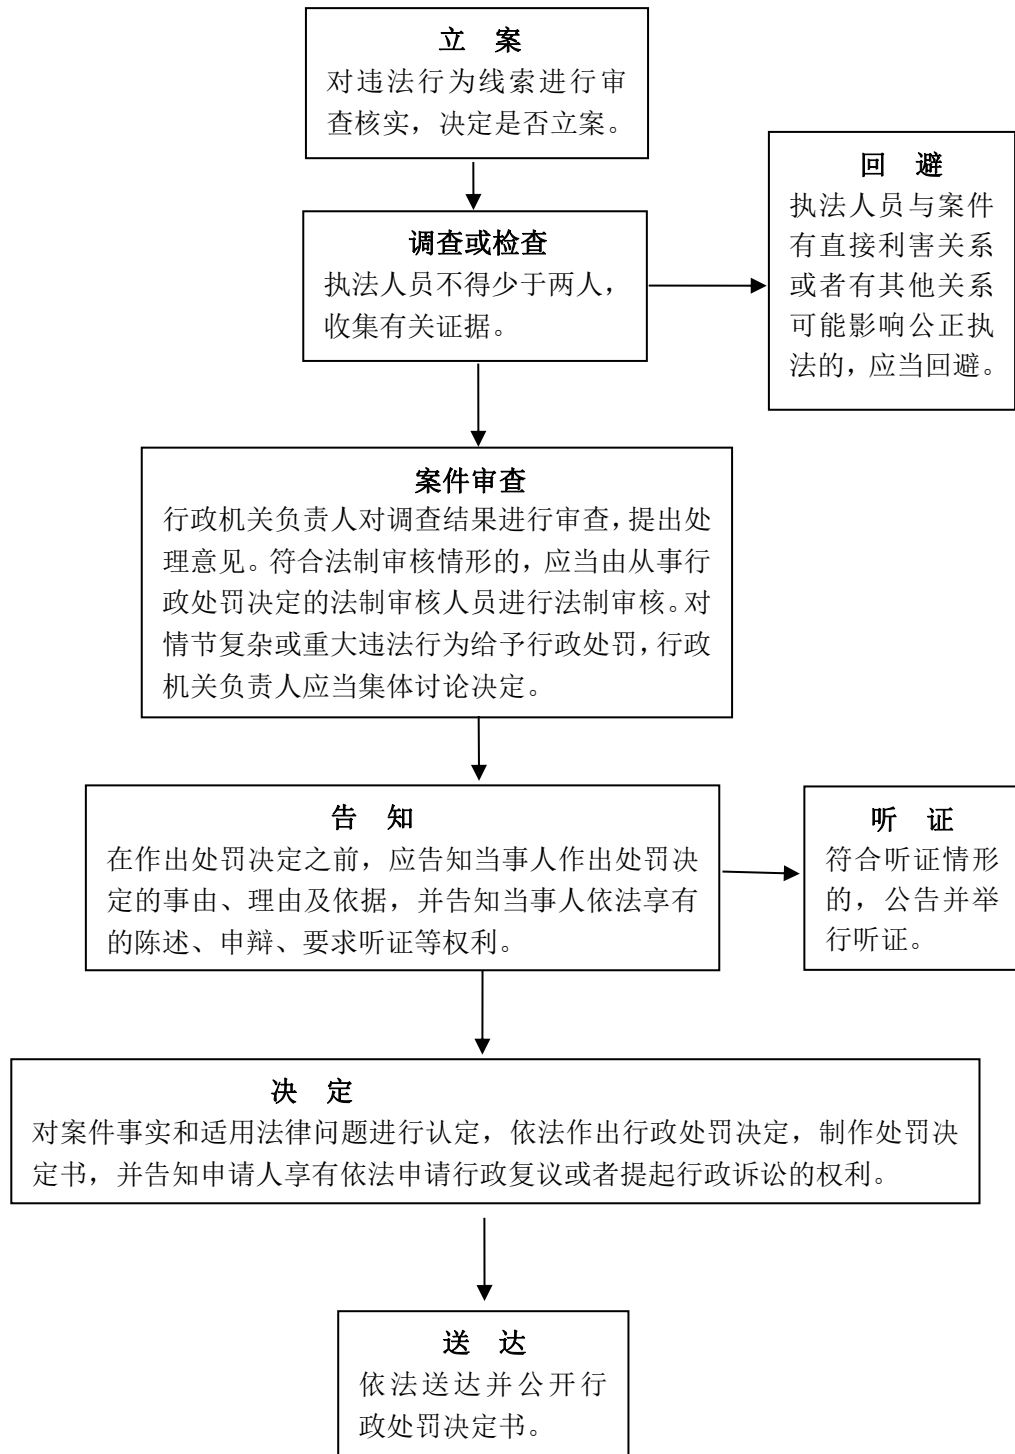 立 案
对违法行为线索进行审
查核实，决定是否立案。
回 避
执法人员与案件
有直接利害关系
或者有其他关系
可能影响公正执
法的，应当回避。
调查或检查
执法人员不得少于两人，
收集有关证据。
案件审查
行政机关负责人对调查结果进行审查，提出处
理意见。符合法制审核情形的，应当由从事行
政处罚决定的法制审核人员进行法制审核。对
情节复杂或重大违法行为给予行政处罚，行政
机关负责人应当集体讨论决定。
告 知
在作出处罚决定之前，应告知当事人作出处罚决
定的事由、理由及依据，并告知当事人依法享有
的陈述、申辩、要求听证等权利。
听 证
符合听证情形
的，公告并举
行听证。
决 定
对案件事实和适用法律问题进行认定，依法作出行政处罚决定，制作处罚决
定书，并告知申请人享有依法申请行政复议或者提起行政诉讼的权利。
送 达
依法送达并公开行
政处罚决定书。